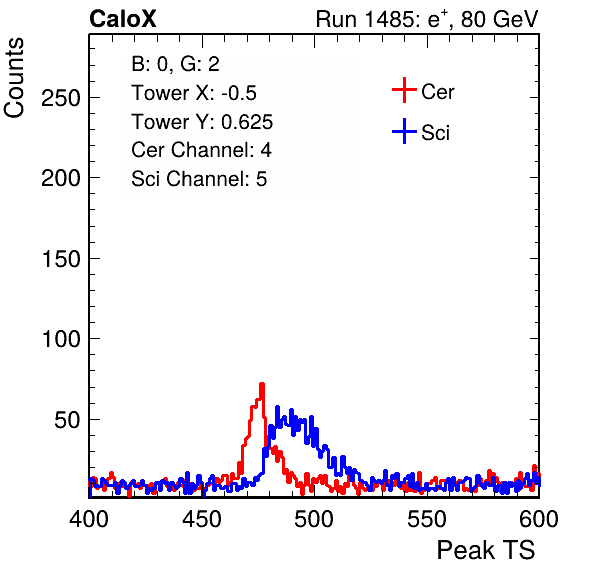 CaloX Run 1485: e⁺, 80 GeV
B: 0, G: 2
Tower X: -0.5
Tower Y: 0.625
Cer Channel: 4
Sci Channel: 5
Cer
Sci
Counts
250
200
150
100
50
400 450 500 550 600
Peak TS